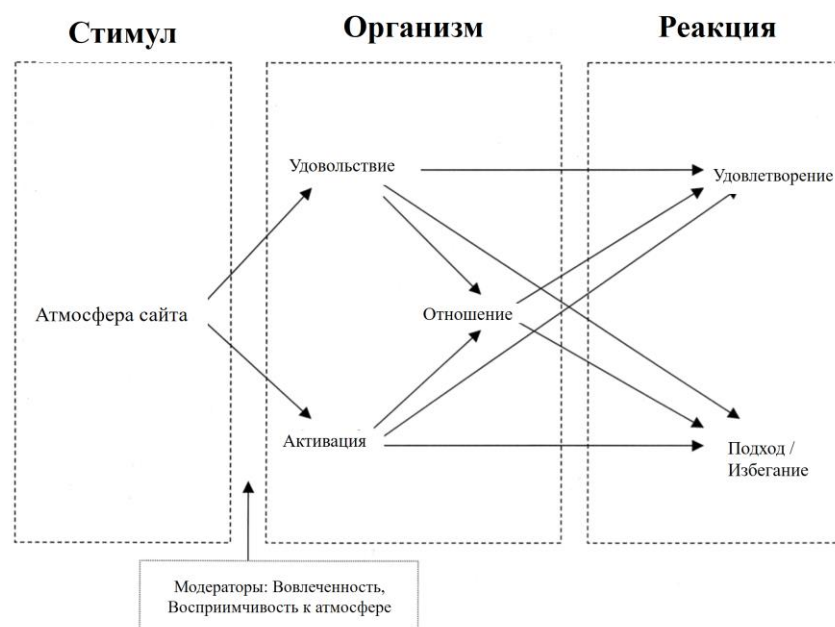 Стимул
Организм
Реакция
Удовольствие
Удовлетворение
Атмосфера сайта
Отношение
Активация
Подход /
Избегание
Модераторы: Вовлеченность,
Восприимчивость к атмосфере